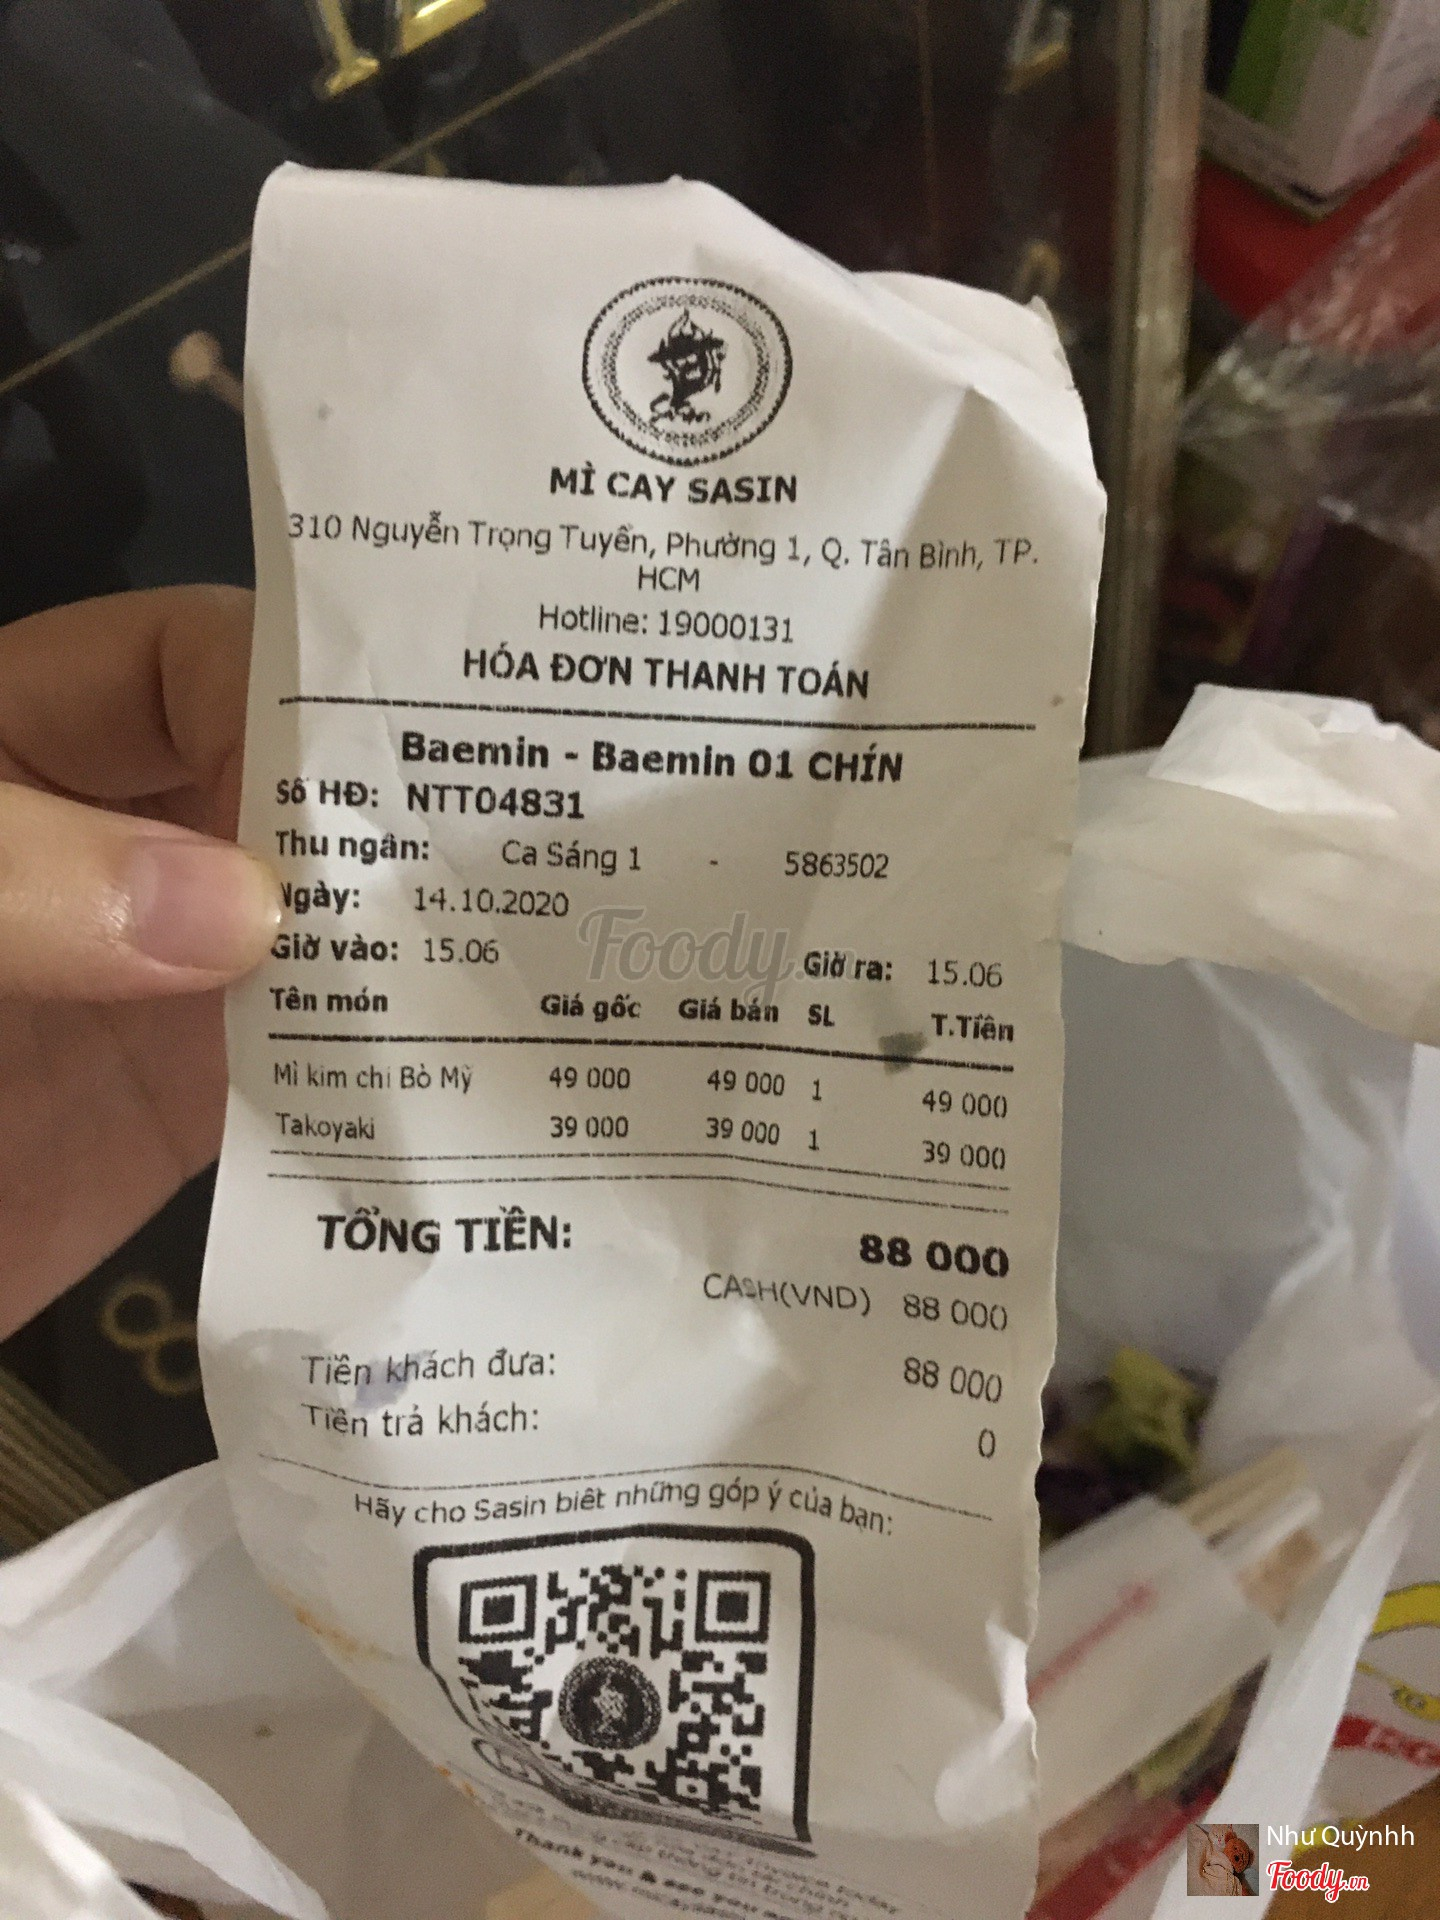 Sasin
MÌ CAY SASIN
310 Nguyễn Trọng Tuyển, Phường 1, Q. Tân Bình, TP.
HCM
Hotline: 19000131
HÓA ĐƠN THANH TOÁN
Baemin - Baemin 01 CHÍN
Số HĐ: NTT04831
Thu ngân: Ca Sáng 1 - 5863502
Ngày: 14.10.2020
Foody.vn
Giờ vào: 15.06 Giờ ra: 15.06
Tên món Giá gốc Giá bán SL T.Tiền
Mì kim chi Bò Mỹ 49 000 49 000 1 49 000
Takoyaki 39 000 39 000 1 39 000
TỔNG TIỀN: 88 000
CASH(VND) 88 000
Tiền khách đưa: 88 000
Tiền trả khách: 0
Hãy cho Sasin biết những góp ý của bạn:
Thank you & see you
Như Quỳnhh
Foody.vn